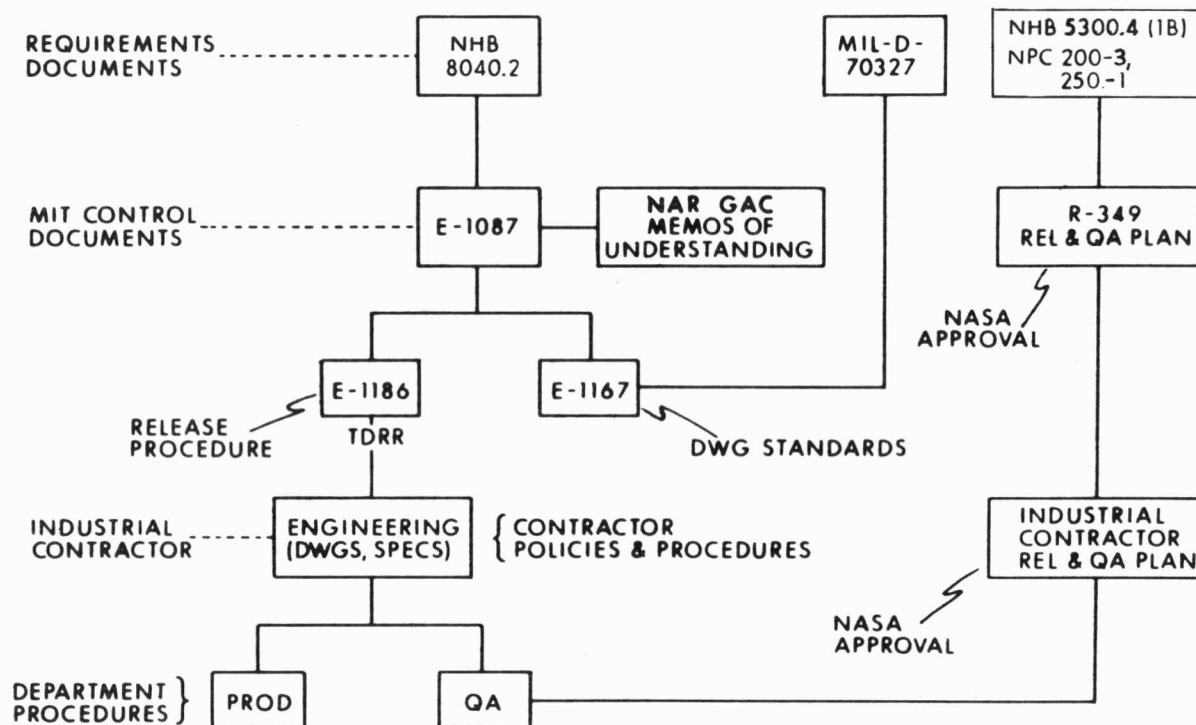 REQUIREMENTS
DOCUMENTS
NHB
8040.2
MIL-D-
70327
NHB 5300.4 (1B)
NPC 200-3,
250.-1
MIT CONTROL
DOCUMENTS
E-1087
NAR GAC
MEMOS OF
UNDERSTANDING
R-349
REL & QA PLAN
NASA
APPROVAL
E-1186
E-1167
RELEASE
PROCEDURE
TDRR
DWG STANDARDS
INDUSTRIAL
CONTRACTOR
ENGINEERING
(DWGS, SPECS)
{ CONTRACTOR
POLICIES & PROCEDURES
INDUSTRIAL
CONTRACTOR
REL & QA PLAN
NASA
APPROVAL
DEPARTMENT
PROCEDURES }
PROD
QA